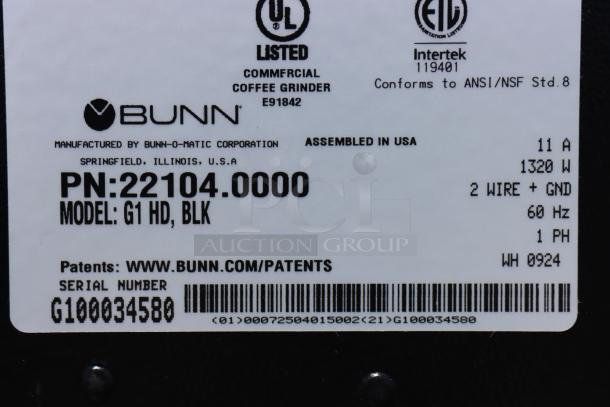 UL
LISTED
COMMERCIAL
COFFEE GRINDER
E91842
ETL
SANITATION LISTED
Intertek
119401
Conforms to ANSI/NSF Std.8
BUNN
MANUFACTURED BY BUNN-O-MATIC CORPORATION
SPRINGFIELD, ILLINOIS, U.S.A
ASSEMBLED IN USA
PN:22104.0000
MODEL: G1 HD, BLK
11 A
1320 W
2 WIRE + GND
60 Hz
1 PH
WH 0924
PCI
AUCTION GROUP
Patents: WWW.BUNN.COM/PATENTS
SERIAL NUMBER
G100034580
(01)00072504015002(21)G100034580